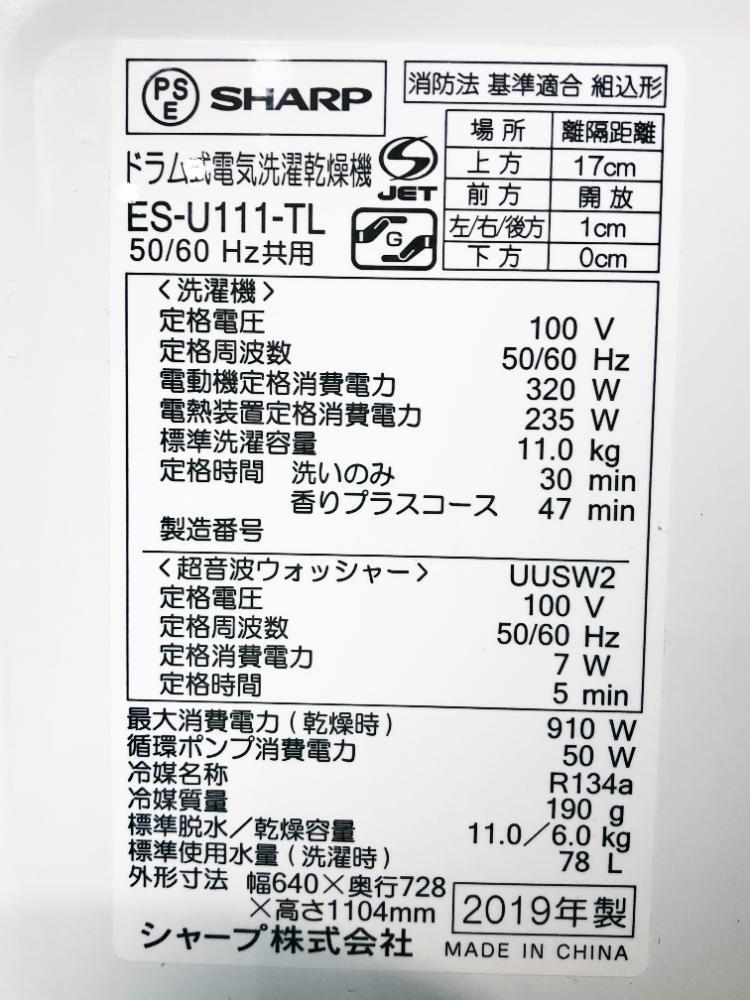 PSE SHARP
消防法 基準適合 組込形
ドラム式電気洗濯乾燥機
S JET
ES-U111-TL
50/60 Hz共用
G
場所 離隔距離
上方 17cm
前方 開放
左/右/後方 1cm
下方 0cm
〈洗濯機〉
定格電圧 100 V
定格周波数 50/60 Hz
電動機定格消費電力 320 W
電熱装置定格消費電力 235 W
標準洗濯容量 11.0 kg
定格時間 洗いのみ 30 min
香りプラスコース 47 min
製造番号
〈超音波ウォッシャー〉 UUSW2
定格電圧 100 V
定格周波数 50/60 Hz
定格消費電力 7 W
定格時間 5 min
最大消費電力(乾燥時) 910 W
循環ポンプ消費電力 50 W
冷媒名称 R134a
冷媒質量 190 g
標準脱水/乾燥容量 11.0/6.0 kg
標準使用水量(洗濯時) 78 L
外形寸法 幅640×奥行728
×高さ1104mm
2019年製
シャープ株式会社 MADE IN CHINA